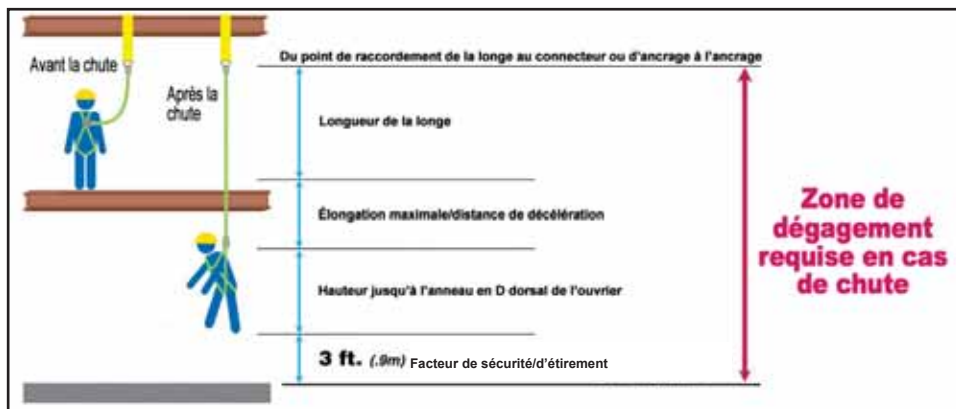 Avant la chute
Après la
chute
Du point de raccordement de la longe au connecteur ou d'ancrage à l'ancrage
Longueur de la longe
Élongation maximale/distance de décélération
Hauteur jusqu'à l'anneau en D dorsal de l'ouvrier
3 ft. (.9m) Facteur de sécurité/d'étirement
Zone de
dégagement
requise en cas
de chute